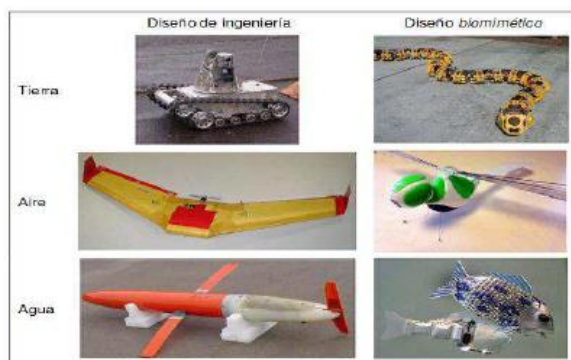 Diseño de ingeniería
Diseño biomimético
Tierra
Aire
Agua